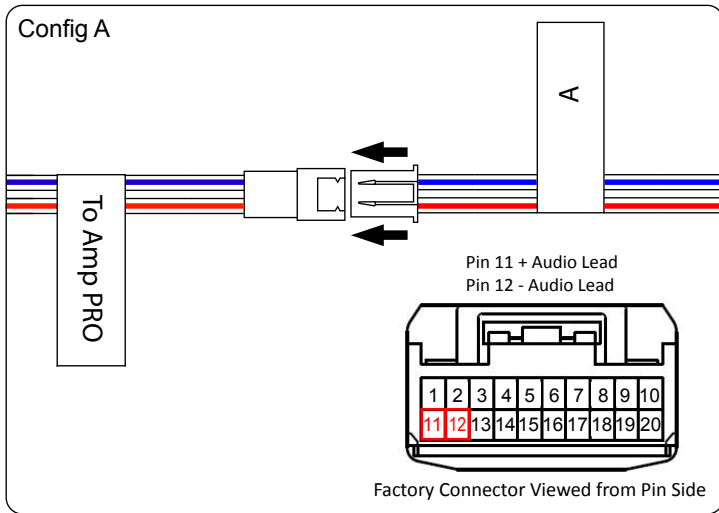 Config A
A
To Amp PRO
Pin 11 + Audio Lead
Pin 12 - Audio Lead
1 2 3 4 5 6 7 8 9 10
11 12 13 14 15 16 17 18 19 20
Factory Connector Viewed from Pin Side